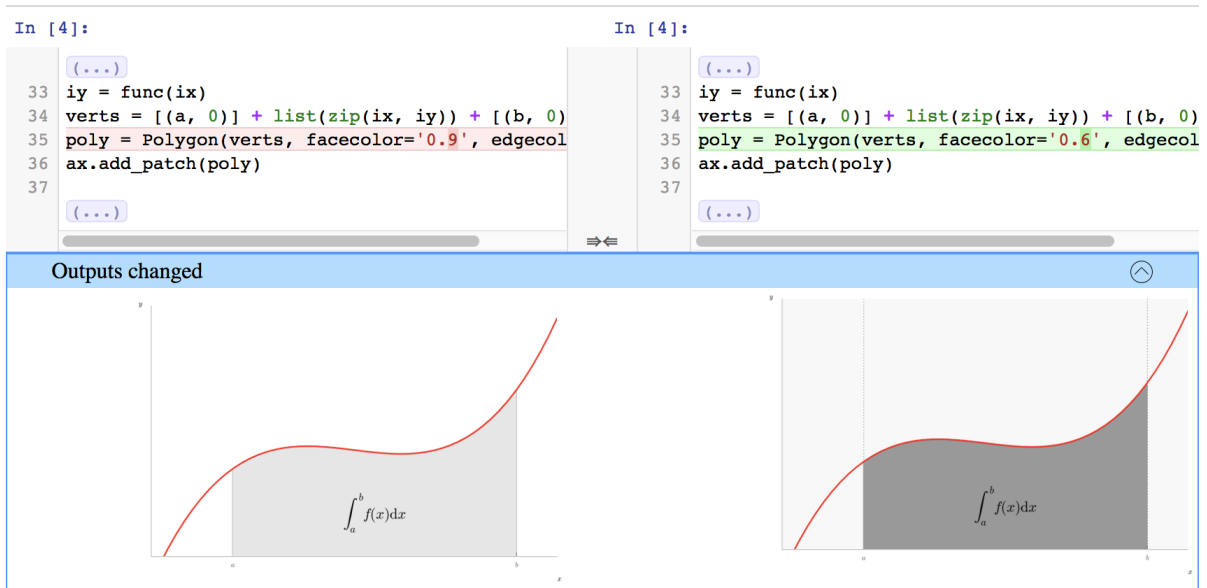 In [4]:
(...)
33 iy = func(ix)
34 verts = [(a, 0)] + list(zip(ix, iy)) + [(b, 0)
35 poly = Polygon(verts, facecolor='0.9', edgecol
36 ax.add_patch(poly)
37
(...)
In [4]:
(...)
33 iy = func(ix)
34 verts = [(a, 0)] + list(zip(ix, iy)) + [(b, 0)
35 poly = Polygon(verts, facecolor='0.6', edgecol
36 ax.add_patch(poly)
37
(...)
Outputs changed
y
∫_a^b f(x)dx
a b
x
y
∫_a^b f(x)dx
a b
x